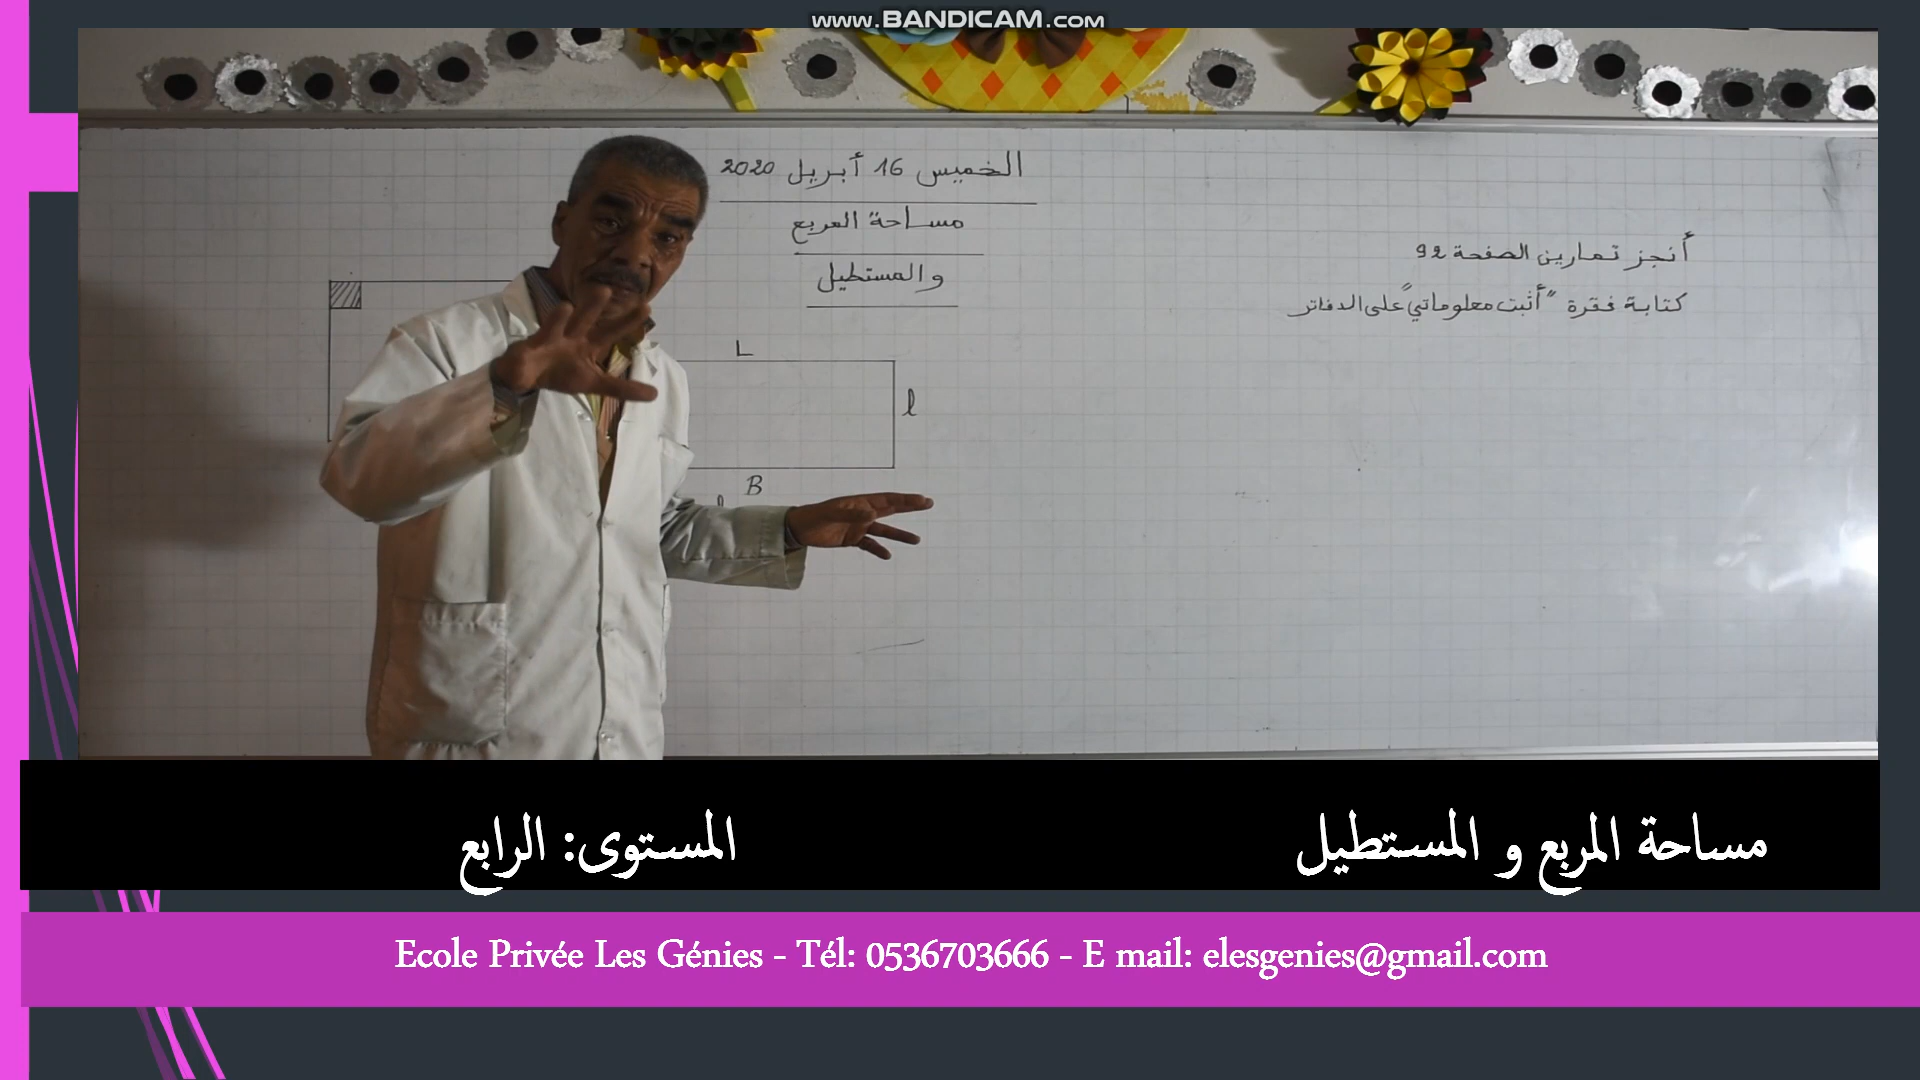 www.BANDICAM.com
الخميس 16 أبريل 2020
مساحة المربع
والمستطيل
أنجز تمارين الصفحة 92
كتابة فقرة "أثبت معلوماتي" على الدفاتر
L
l
B
مساحة المربع و المستطيل
المستوى: الرابع
Ecole Privée Les Génies - Tél: 0536703666 - E mail: elesgenies@gmail.com